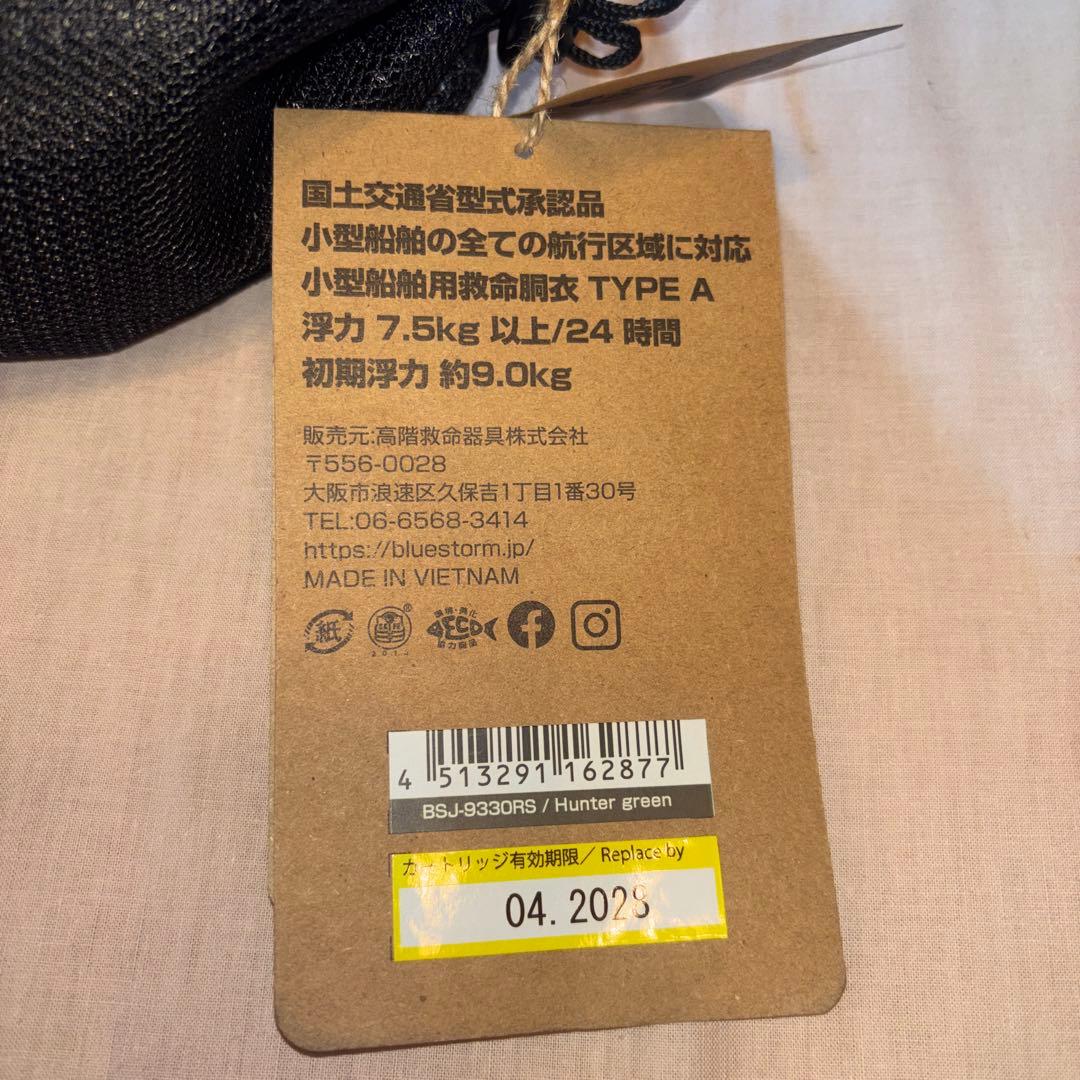 国土交通省型式承認品
小型船舶の全ての航行区域に対応
小型船舶用救命胴衣 TYPE A
浮力 7.5kg 以上/24 時間
初期浮力 約9.0kg
販売元:高階救命器具株式会社
〒556-0028
大阪市浪速区久保吉1丁目1番30号
TEL:06-6568-3414
https://bluestorm.jp/
MADE IN VIETNAM
紙
ECO
4 513291 162877
BSJ-9330RS / Hunter green
カートリッジ有効期限／Replace by
04. 2028